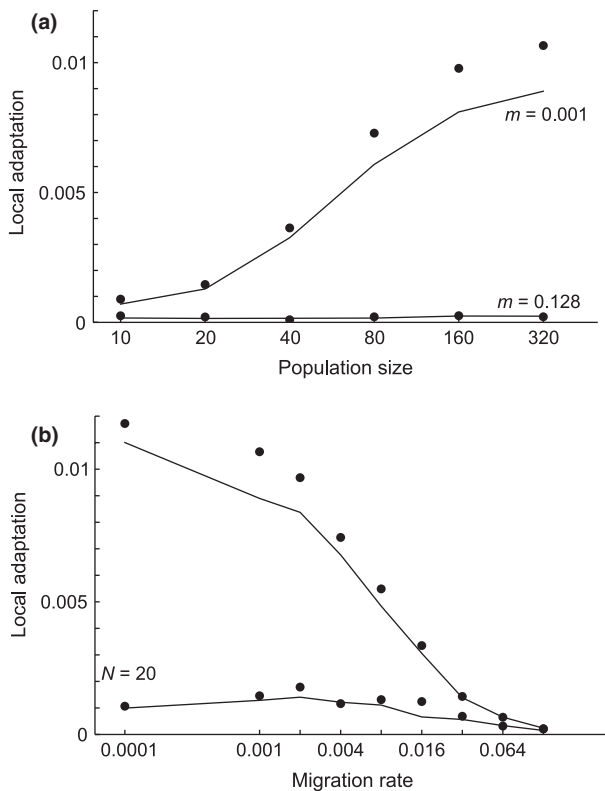 (a)
0.01
0.005
0
Local adaptation
m = 0.001
m = 0.128
10 20 40 80 160 320
Population size
(b)
0.01
0.005
0
Local adaptation
N = 20
0.0001 0.001 0.004 0.016 0.064
Migration rate